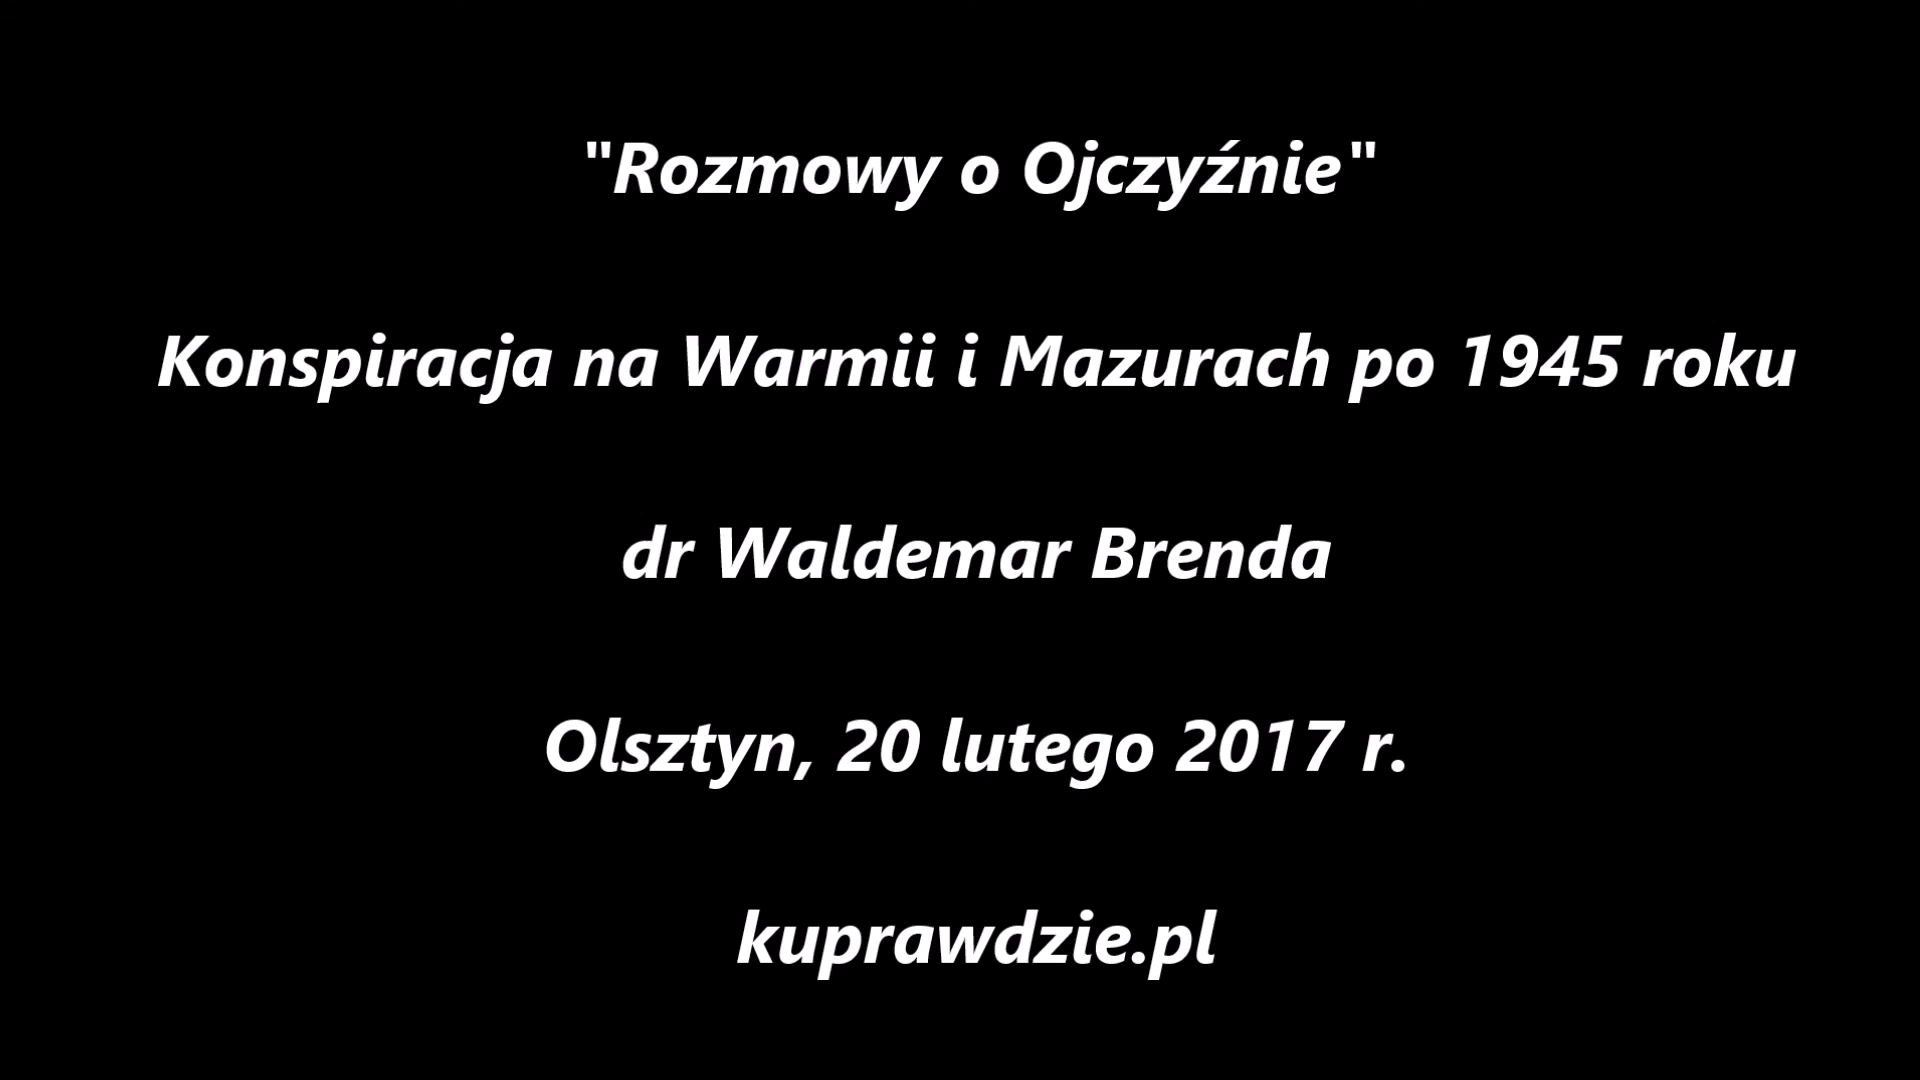 "Rozmowy o Ojczyźnie"
Konspiracja na Warmii i Mazurach po 1945 roku
dr Waldemar Brenda
Olsztyn, 20 lutego 2017 r.
kuprawdzie.pl